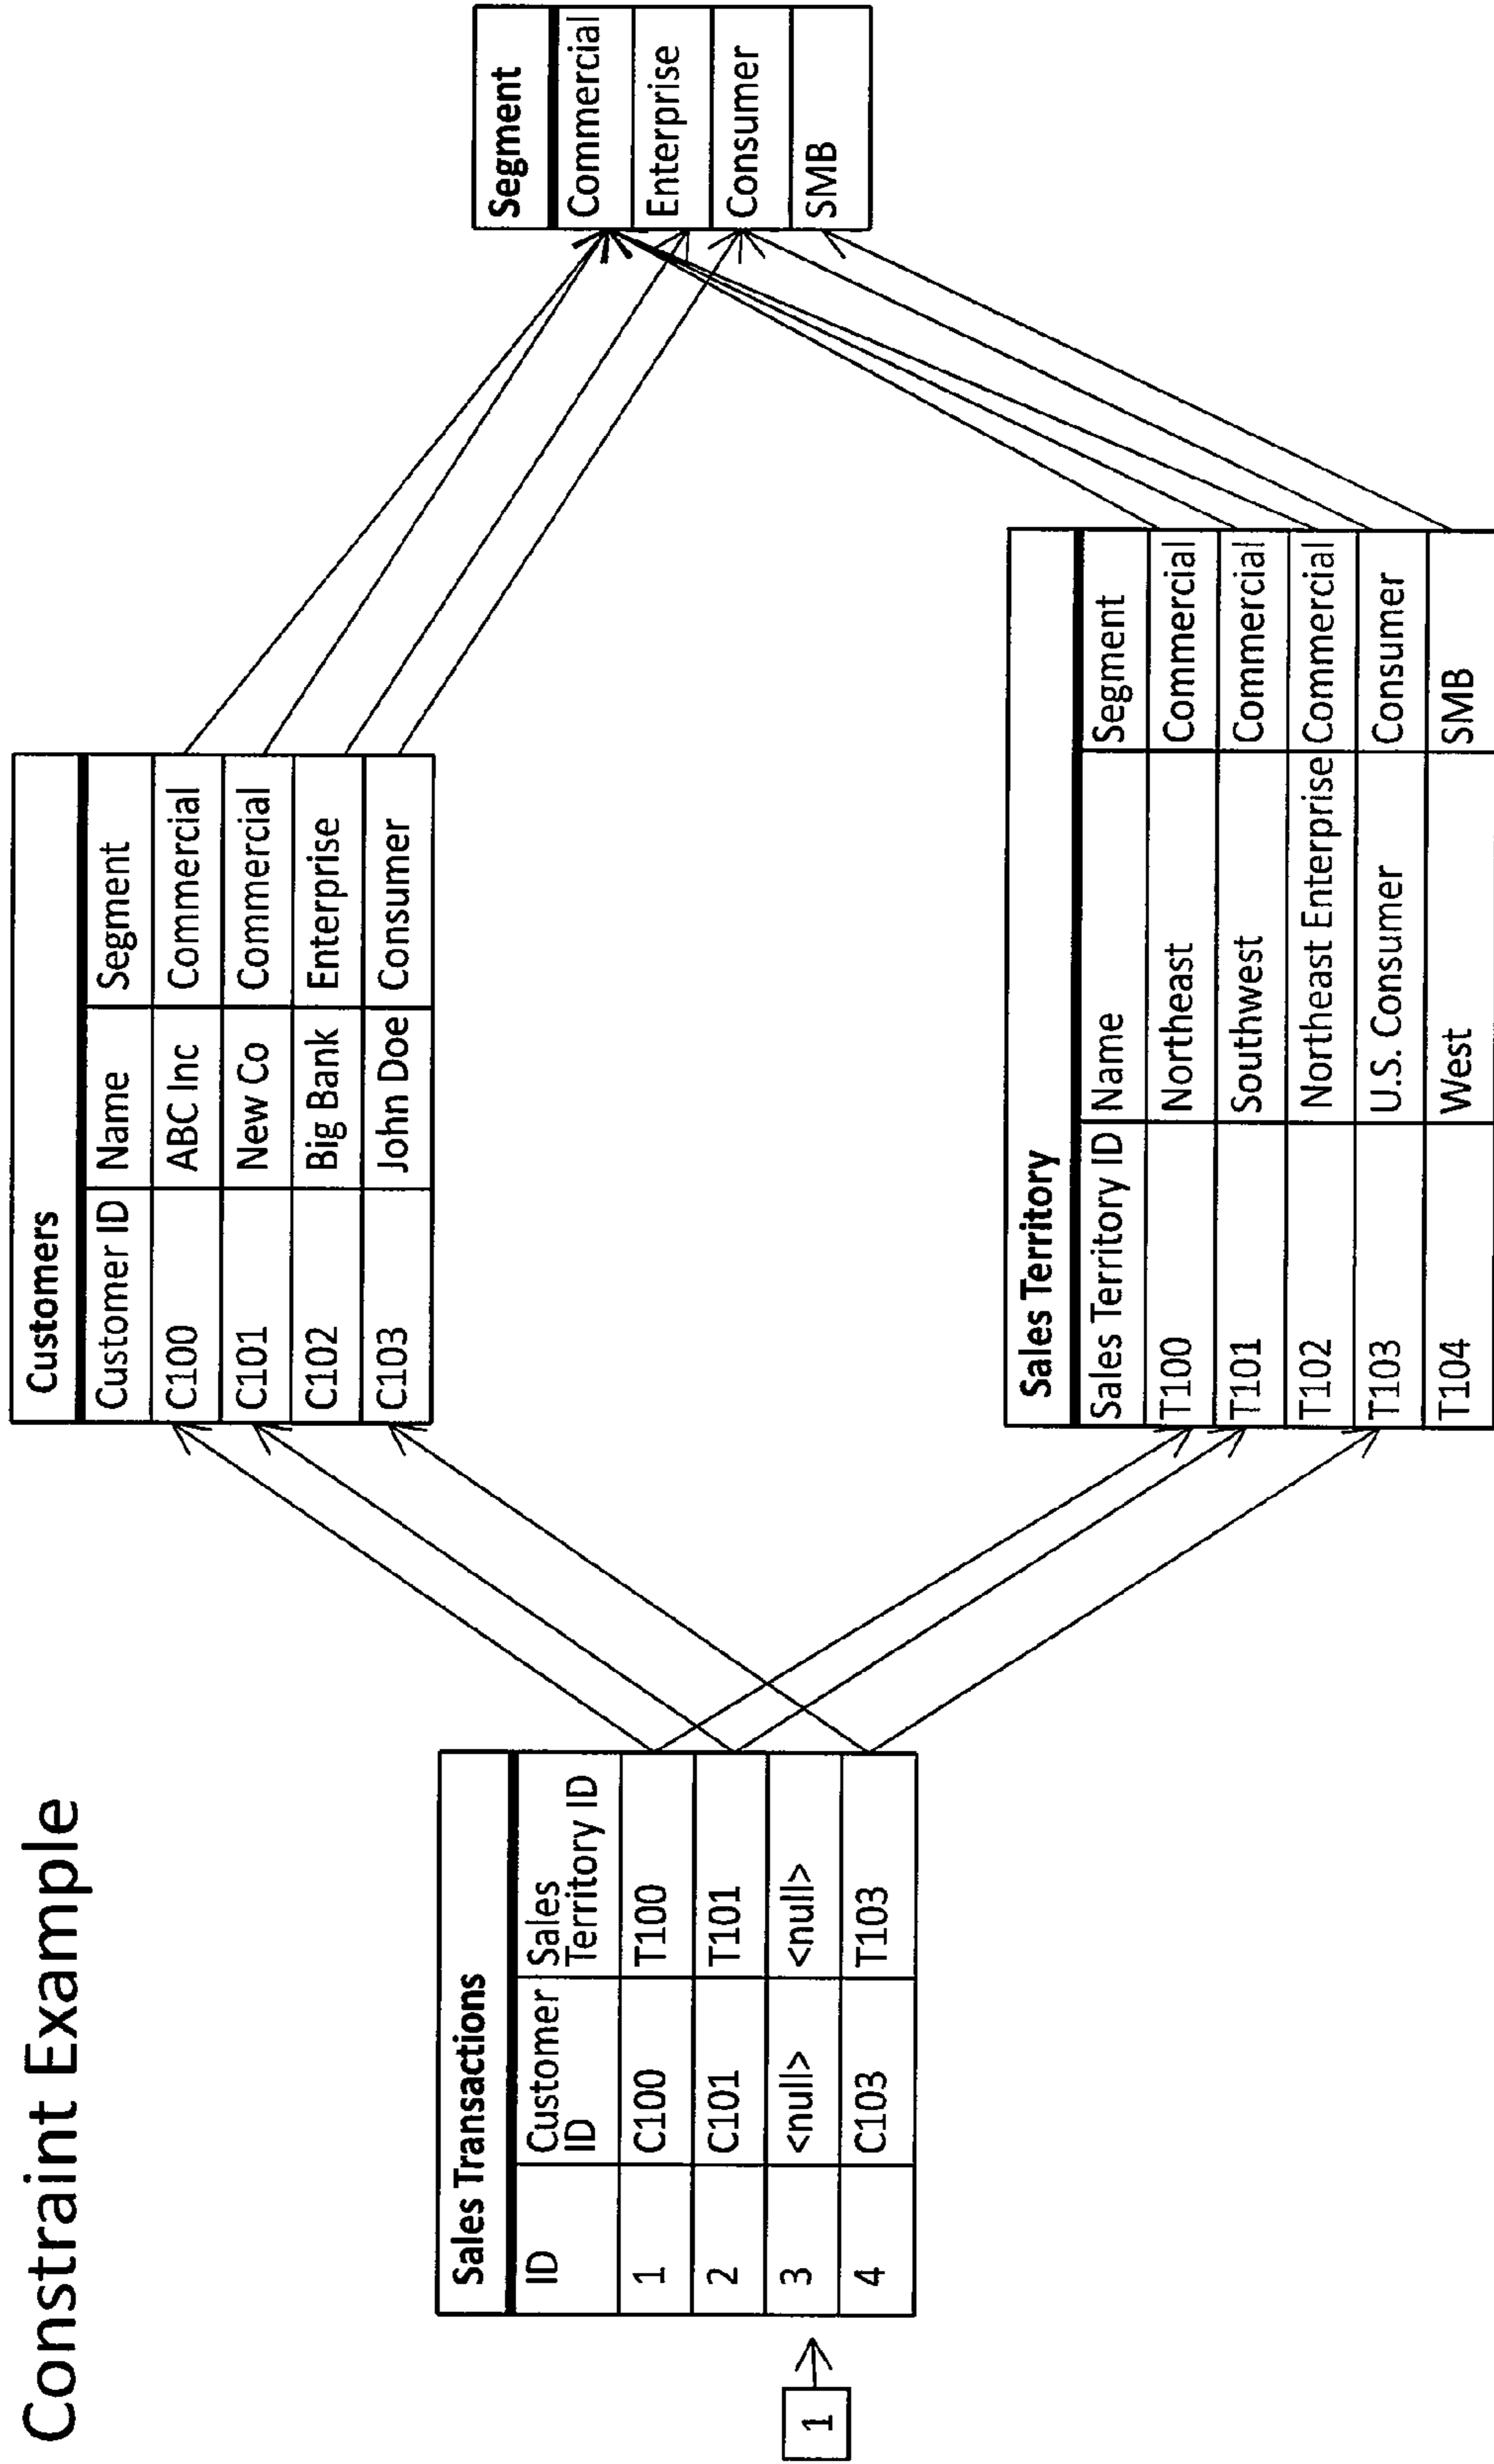 Constraint Example
Customers
Customer ID Name Segment
C100 ABC Inc Commercial
C101 New Co Commercial
C102 Big Bank Enterprise
C103 John Doe Consumer
Sales Transactions
ID Customer ID Sales Territory ID
1 C100 T100
2 C101 T101
3 <null> <null>
4 C103 T103
1
Segment
Commercial
Enterprise
Consumer
SMB
Sales Territory
Sales Territory ID Name Segment
T100 Northeast Commercial
T101 Southwest Commercial
T102 Northeast Enterprise Commercial
T103 U.S. Consumer Consumer
T104 West SMB